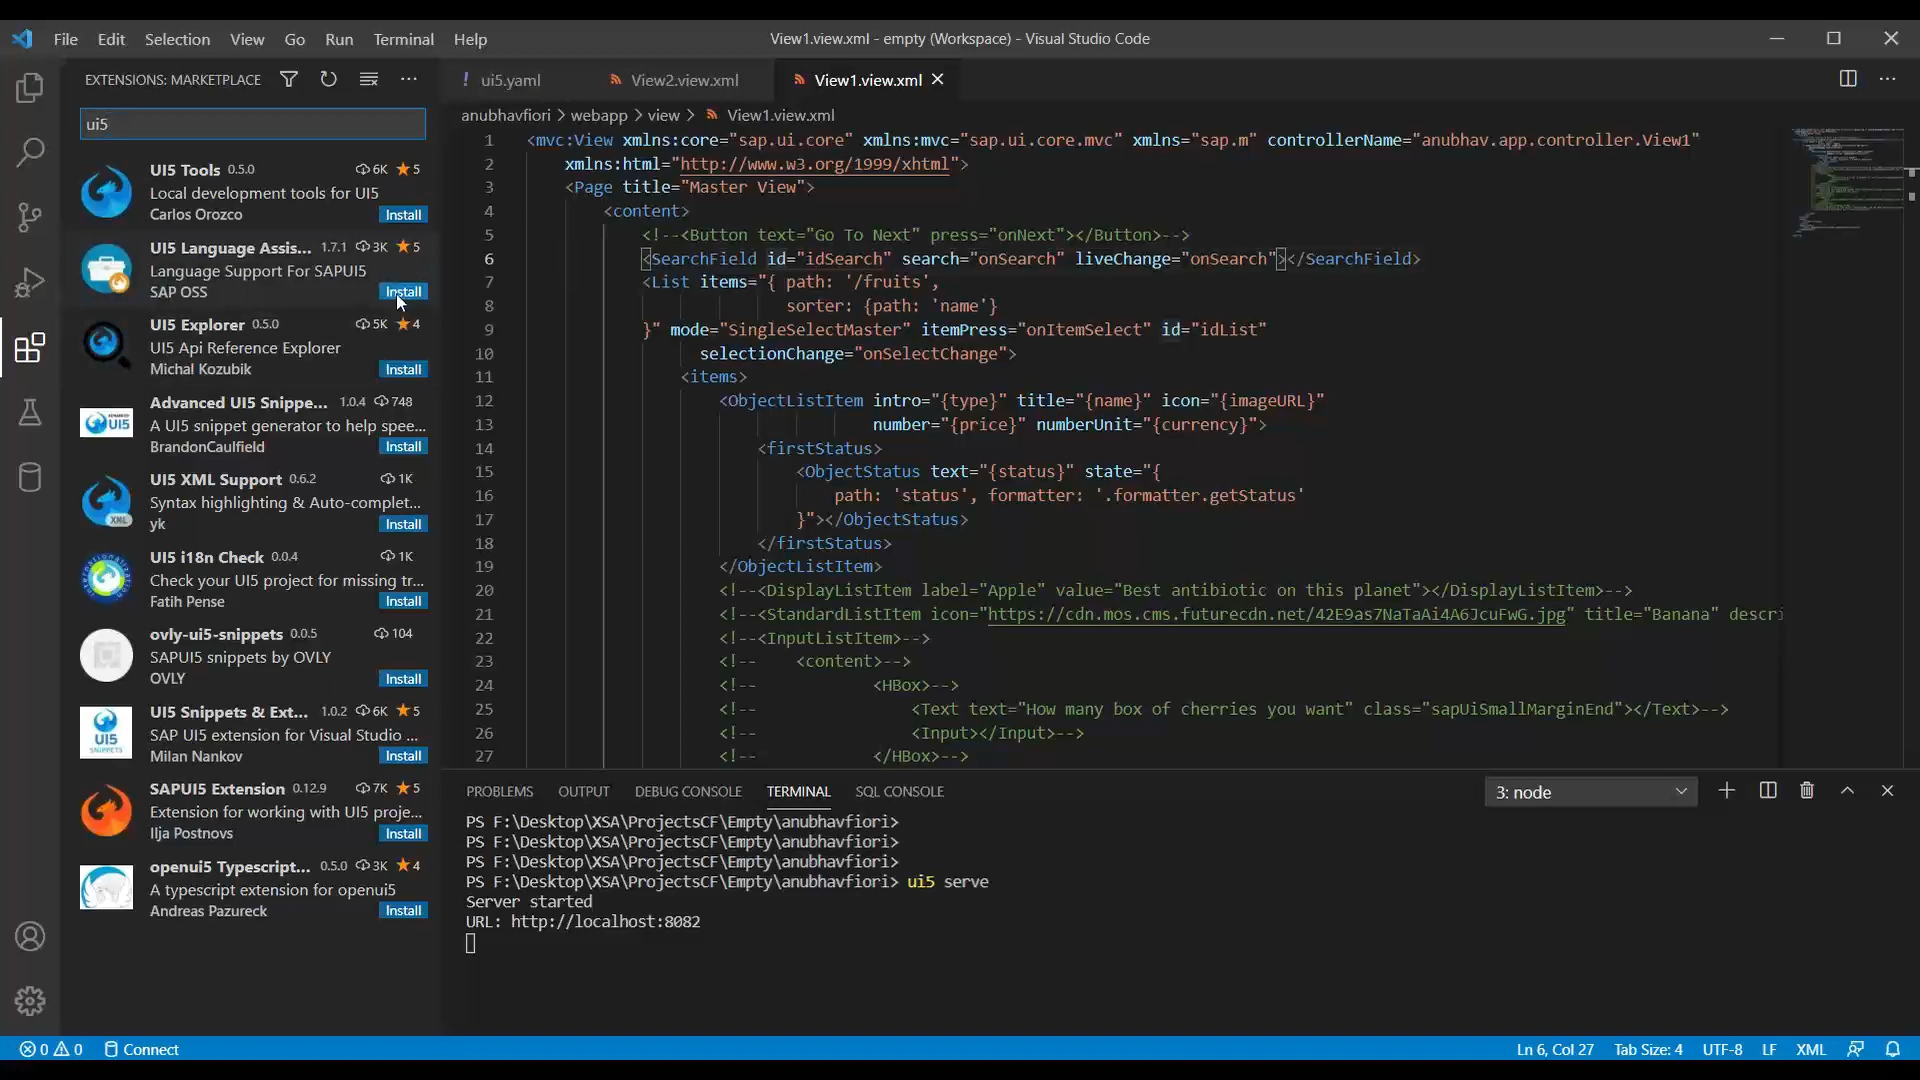 File Edit Selection View Go Run Terminal Help
View1.view.xml - empty (Workspace) - Visual Studio Code
EXTENSIONS: MARKETPLACE
ui5
UI5 Tools 0.5.0 6K 5
Local development tools for UI5
Carlos Orozco Install
UI5 Language Assis... 1.7.1 3K 5
Language Support For SAPUI5
SAP OSS Install
UI5 Explorer 0.5.0 5K 4
UI5 Api Reference Explorer
Michal Kozubik Install
Advanced UI5 Snippe... 1.0.4 748
A UI5 snippet generator to help spee...
BrandonCaulfield Install
UI5 XML Support 0.6.2 1K
Syntax highlighting & Auto-complet...
yk Install
UI5 i18n Check 0.0.4 1K
Check your UI5 project for missing tr...
Fatih Pense Install
ovly-ui5-snippets 0.0.5 104
SAPUI5 snippets by OVLY
OVLY Install
UI5 Snippets & Ext... 1.0.2 6K 5
SAP UI5 extension for Visual Studio ...
Milan Nankov Install
SAPUI5 Extension 0.12.9 7K 5
Extension for working with UI5 proje...
Ilja Postnovs Install
openui5 Typescript... 0.5.0 3K 4
A typescript extension for openui5
Andreas Pazureck Install
! ui5.yaml View2.view.xml View1.view.xml
anubhavfiori > webapp > view > View1.view.xml
1 <mvc:View xmlns:core="sap.ui.core" xmlns:mvc="sap.ui.core.mvc" xmlns="sap.m" controllerName="anubhav.app.controller.View1"
2 xmlns:html="http://www.w3.org/1999/xhtml">
3 <Page title="Master View">
4 <content>
5 <!--<Button text="Go To Next" press="onNext"></Button>-->
6 <SearchField id="idSearch" search="onSearch" liveChange="onSearch"></SearchField>
7 <List items="{ path: '/fruits',
8 sorter: {path: 'name'}
9 }" mode="SingleSelectMaster" itemPress="onItemSelect" id="idList"
10 selectionChange="onSelectChange">
11 <items>
12 <ObjectListItem intro="{type}" title="{name}" icon="{imageURL}"
13 number="{price}" numberUnit="{currency}">
14 <firstStatus>
15 <ObjectStatus text="{status}" state="{
16 path: 'status', formatter: '.formatter.getStatus'
17 }"></ObjectStatus>
18 </firstStatus>
19 </ObjectListItem>
20 <!--<DisplayListItem label="Apple" value="Best antibiotic on this planet"></DisplayListItem>-->
21 <!--<StandardListItem icon="https://cdn.mos.cms.futurecdn.net/42E9as7NaTaAi4A6JcuFwG.jpg" title="Banana" descri
22 <!--<InputListItem>-->
23 <!-- <content>-->
24 <!-- <HBox>-->
25 <!-- <Text text="How many box of cherries you want" class="sapUiSmallMarginEnd"></Text>-->
26 <!-- <Input></Input>-->
27 <!-- </HBox>-->
PROBLEMS OUTPUT DEBUG CONSOLE TERMINAL SQL CONSOLE 3: node
PS F:\Desktop\XSA\ProjectsCF\Empty\anubhavfiori>
PS F:\Desktop\XSA\ProjectsCF\Empty\anubhavfiori>
PS F:\Desktop\XSA\ProjectsCF\Empty\anubhavfiori>
PS F:\Desktop\XSA\ProjectsCF\Empty\anubhavfiori> ui5 serve
Server started
URL: http://localhost:8082
0 0 Connect Ln 6, Col 27 Tab Size: 4 UTF-8 LF XML